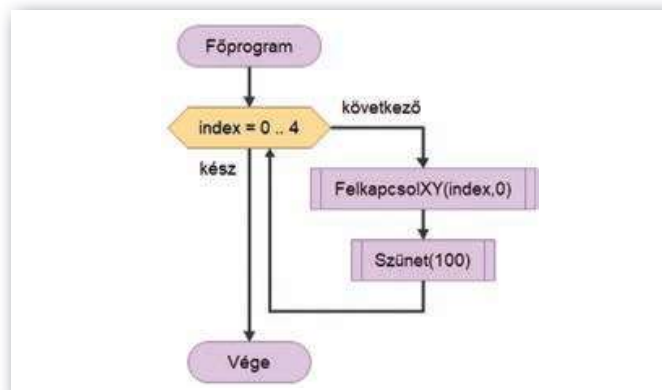 Főprogram
következő
index = 0 .. 4
kész
FelkapcsolXY(index,0)
Szünet(100)
Vége